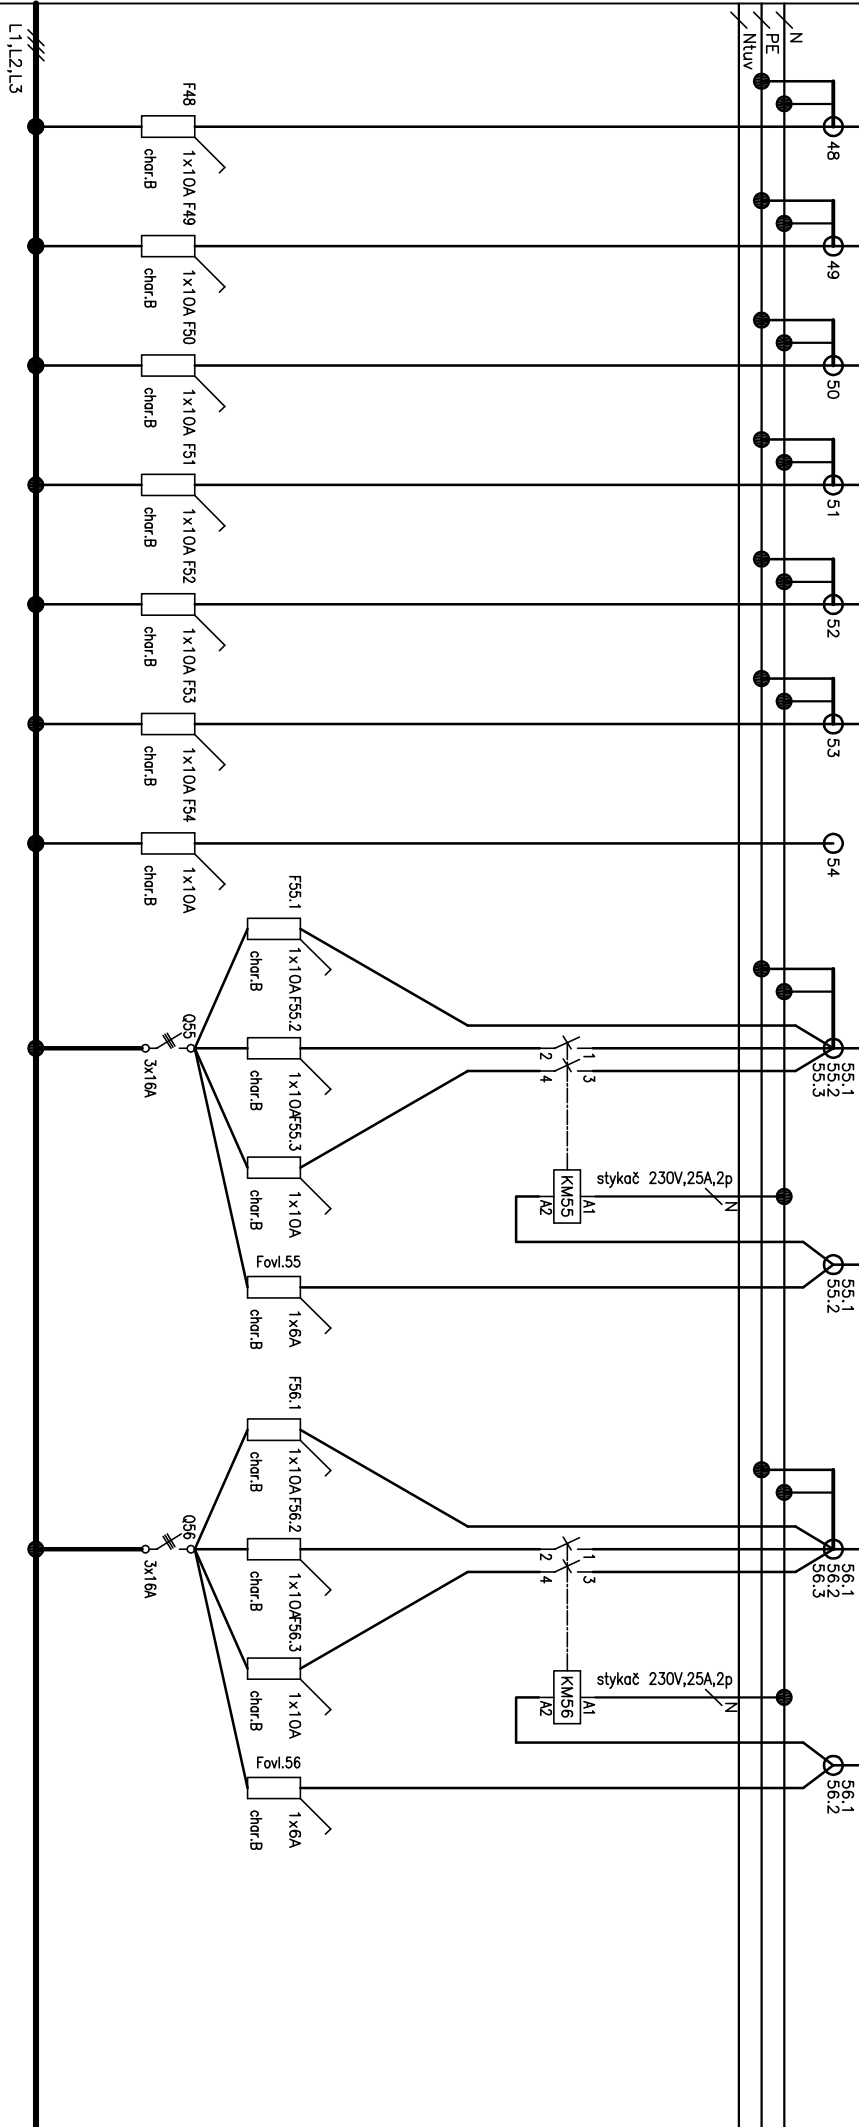 L1,L2,L3
N
PE
Ntuv
F48
1x10A
char.B
48
F49
1x10A
char.B
49
F50
1x10A
char.B
50
F51
1x10A
char.B
51
F52
1x10A
char.B
52
F53
1x10A
char.B
53
F54
1x10A
char.B
54
Q55
3x16A
F55.1
1x10A
char.B
F55.2
1x10A
char.B
F55.3
1x10A
char.B
Fovl.55
1x6A
char.B
1
2
3
4
KM55
A1
A2
stykač 230V,25A,2p
N
55.1
55.2
55.3
55.1
55.2
Q56
3x16A
F56.1
1x10A
char.B
F56.2
1x10A
char.B
F56.3
1x10A
char.B
Fovl.56
1x6A
char.B
1
2
3
4
KM56
A1
A2
stykač 230V,25A,2p
N
56.1
56.2
56.3
56.1
56.2